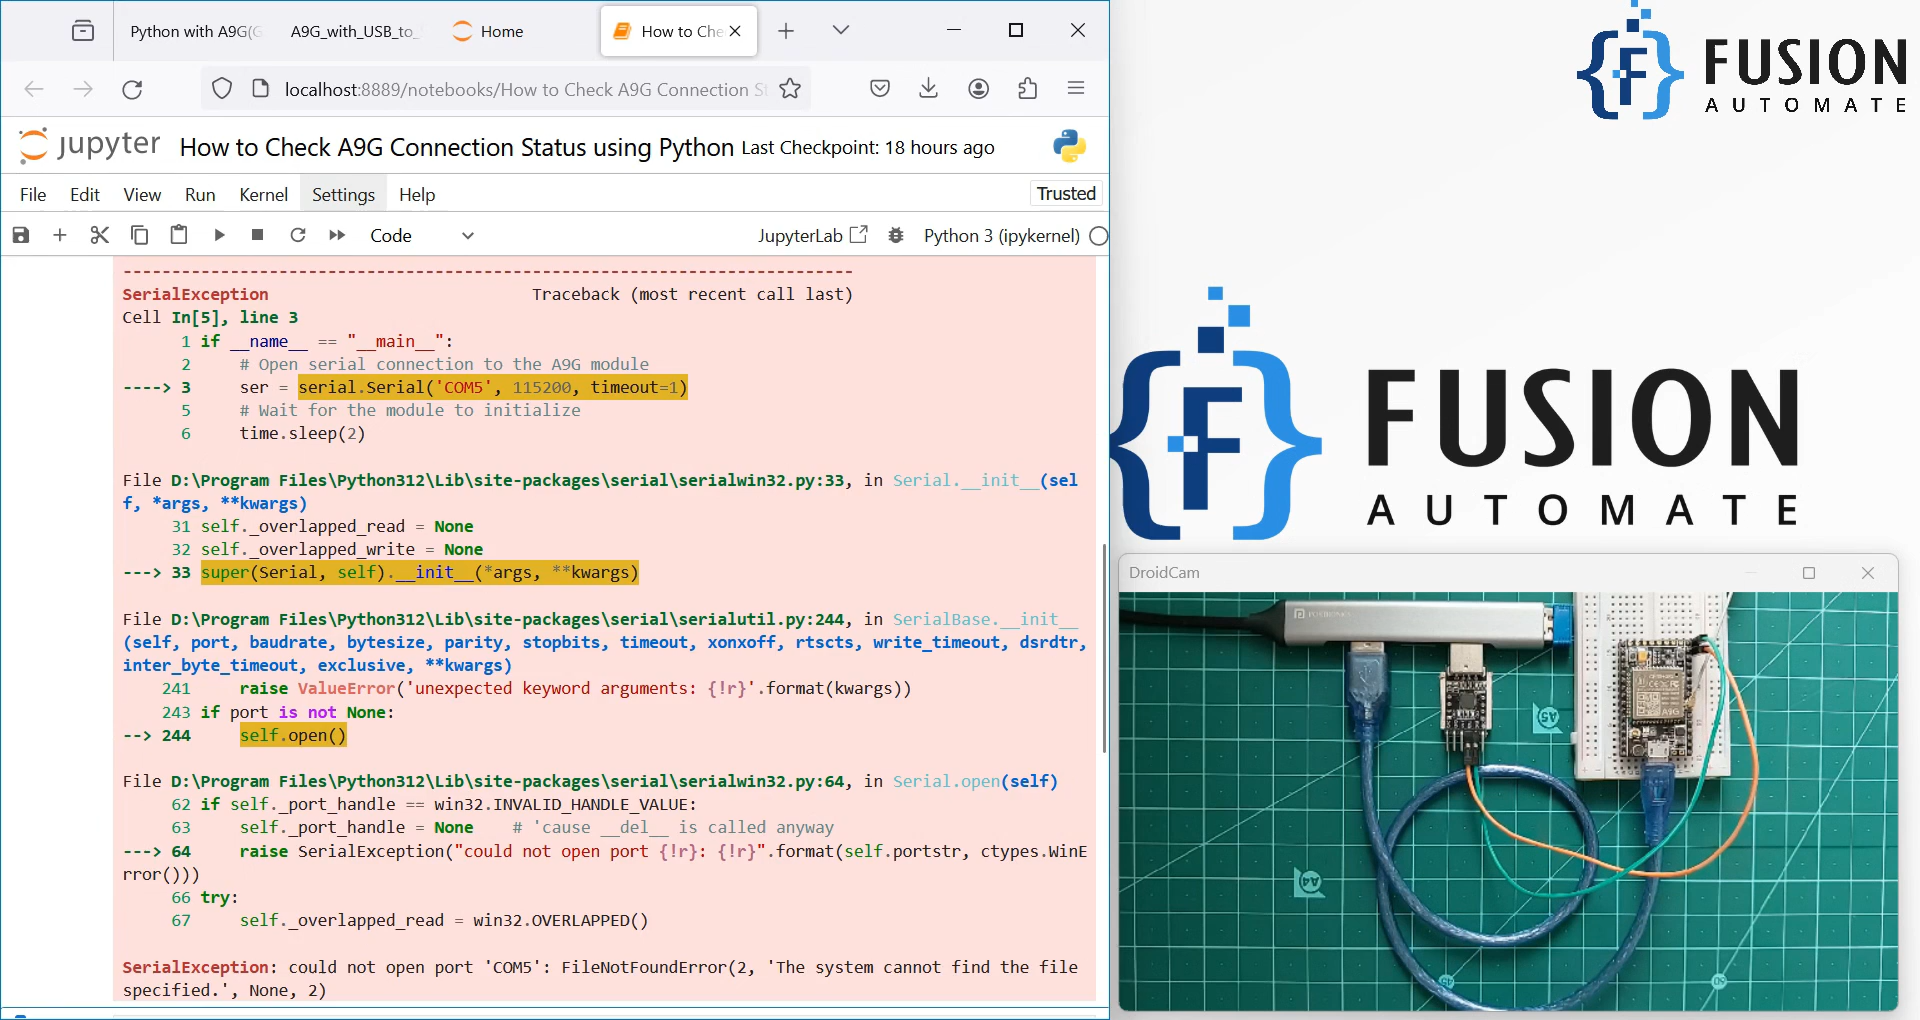 Python with A9G(G
A9G_with_USB_to_
Home
How to Che
localhost:8889/notebooks/How to Check A9G Connection St
jupyter
How to Check A9G Connection Status using Python Last Checkpoint: 18 hours ago
File Edit View Run Kernel Settings Help
Trusted
Code
JupyterLab
Python 3 (ipykernel)
---------------------------------------------------------------------------
SerialException                           Traceback (most recent call last)
Cell In[5], line 3
1 if __name__ == "__main__":
2     # Open serial connection to the A9G module
----> 3     ser = serial.Serial('COM5', 115200, timeout=1)
5     # Wait for the module to initialize
6     time.sleep(2)
File D:\Program Files\Python312\Lib\site-packages\serial\serialwin32.py:33, in Serial.__init__(sel
f, *args, **kwargs)
31 self._overlapped_read = None
32 self._overlapped_write = None
---> 33 super(Serial, self).__init__(*args, **kwargs)
File D:\Program Files\Python312\Lib\site-packages\serial\serialutil.py:244, in SerialBase.__init__
(self, port, baudrate, bytesize, parity, stopbits, timeout, xonxoff, rtscts, write_timeout, dsrdtr,
inter_byte_timeout, exclusive, **kwargs)
241     raise ValueError('unexpected keyword arguments: {!r}'.format(kwargs))
243 if port is not None:
--> 244     self.open()
File D:\Program Files\Python312\Lib\site-packages\serial\serialwin32.py:64, in Serial.open(self)
62 if self._port_handle == win32.INVALID_HANDLE_VALUE:
63     self._port_handle = None    # 'cause __del__ is called anyway
---> 64     raise SerialException("could not open port {!r}: {!r}".format(self.portstr, ctypes.WinE
rror()))
66 try:
67     self._overlapped_read = win32.OVERLAPPED()
SerialException: could not open port 'COM5': FileNotFoundError(2, 'The system cannot find the file
specified.', None, 2)
FUSION
AUTOMATE
FUSION
AUTOMATE
DroidCam
A5
A9G
A4